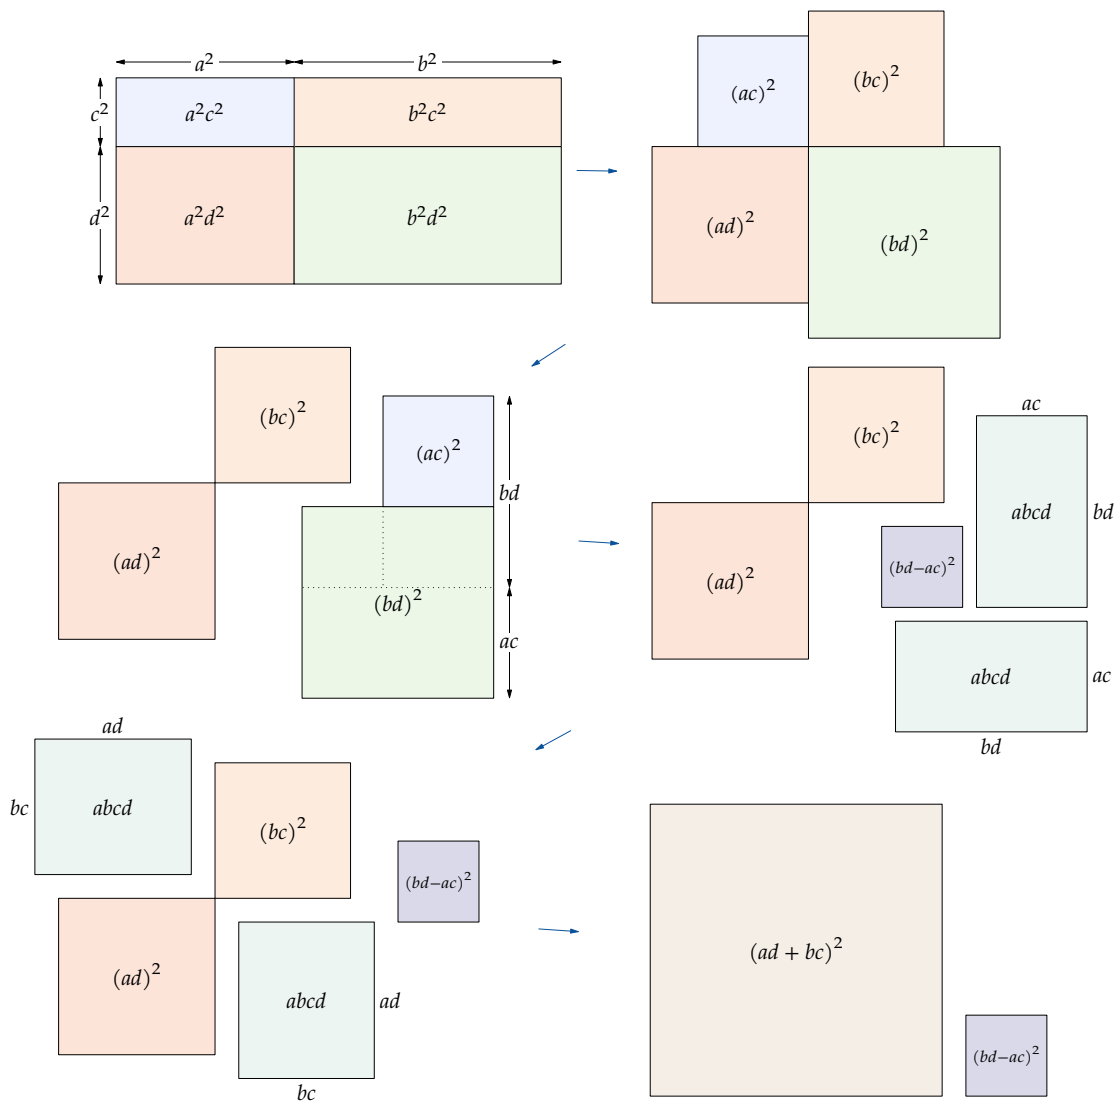 a² b²
c² a²c² b²c²
d² a²d² b²d²
(ac)² (bc)²
(ad)² (bd)²
(bc)²
(ac)²
bd
(ad)²
(bd)²
ac
ac
(bc)²
abcd bd
(bd−ac)²
(ad)²
abcd ac
bd
ad
bc abcd
(bc)²
(bd−ac)²
(ad)²
abcd ad
bc
(ad + bc)²
(bd−ac)²